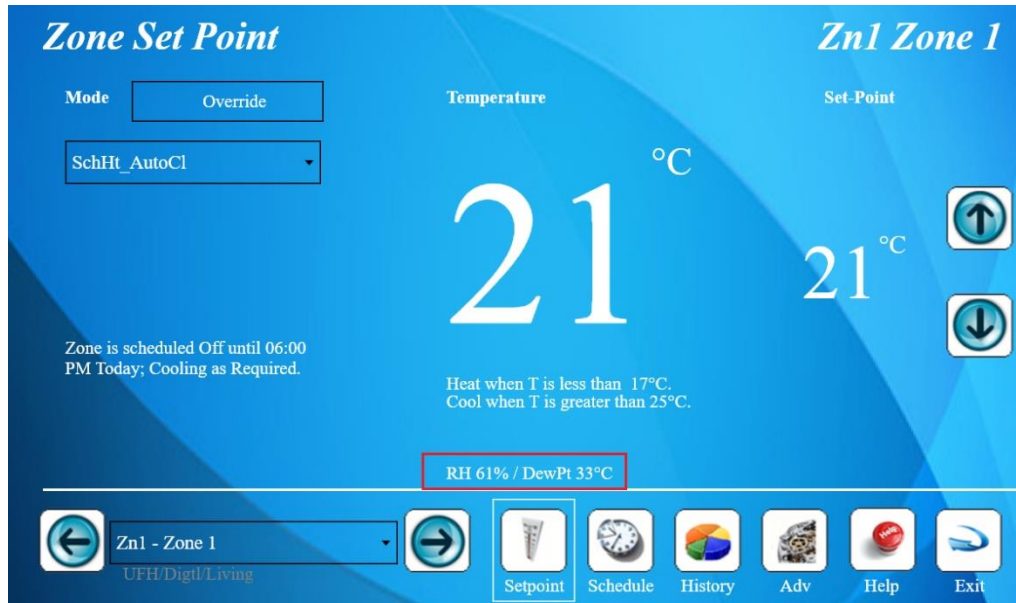 Zone Set Point
Zn1 Zone 1
Mode
Override
Temperature
Set-Point
SchHt_AutoCl
°C
21
21 °C
Zone is scheduled Off until 06:00
PM Today; Cooling as Required.
Heat when T is less than 17°C.
Cool when T is greater than 25°C.
RH 61% / DewPt 33°C
Zn1 - Zone 1
UFH/Digtl/Living
Setpoint
Schedule
History
Adv
Help
Help
Exit